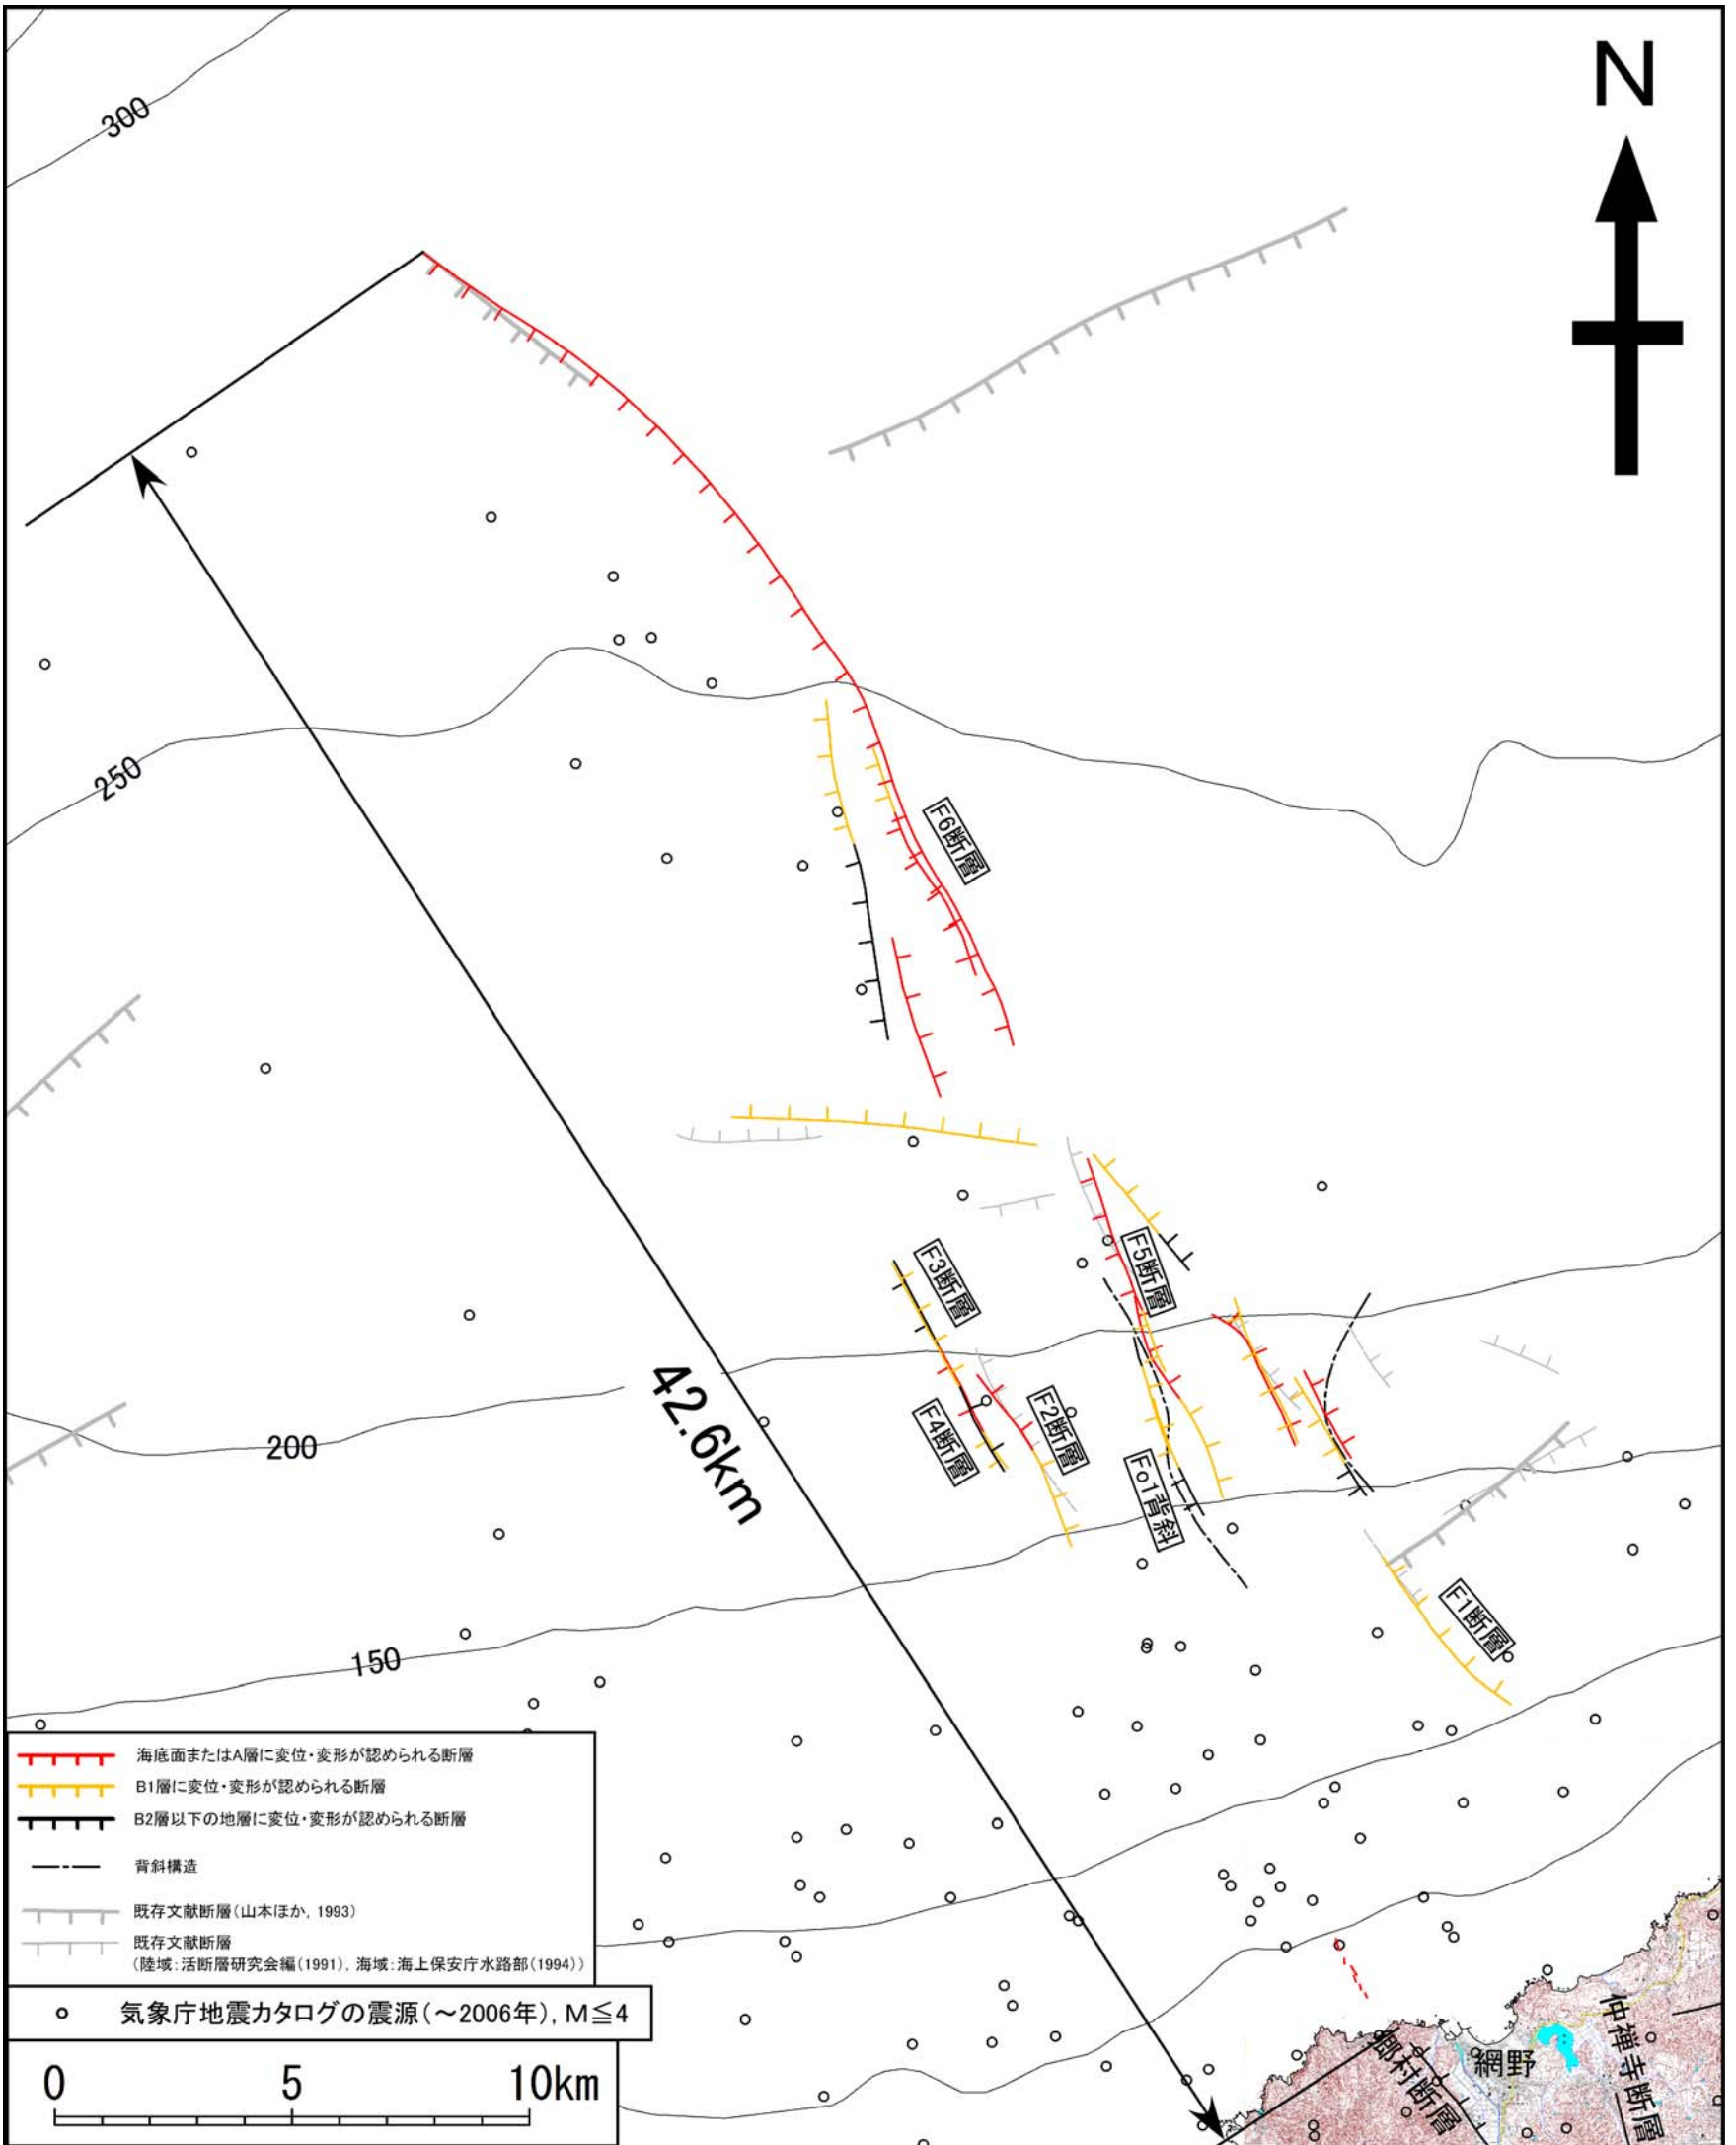 N
300
250
F6断層
F3断層
F5断層
F4断層
F2断層
Fo1背斜
200
42.6km
F1断層
150
海底面またはA層に変位・変形が認められる断層
B1層に変位・変形が認められる断層
B2層以下の地層に変位・変形が認められる断層
背斜構造
既存文献断層(山本ほか, 1993)
既存文献断層
(陸域:活断層研究会編(1991), 海域:海上保安庁水路部(1994))
気象庁地震カタログの震源(～2006年), M≦4
0 5 10km
郷村断層
網野
仲禅寺断層